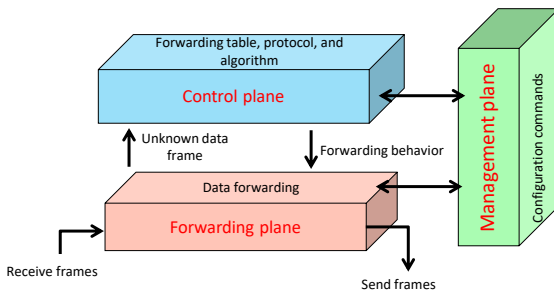 Forwarding table, protocol, and
algorithm
Control plane
Unknown data
frame
Forwarding behavior
Data forwarding
Forwarding plane
Receive frames
Send frames
Management plane
Configuration commands